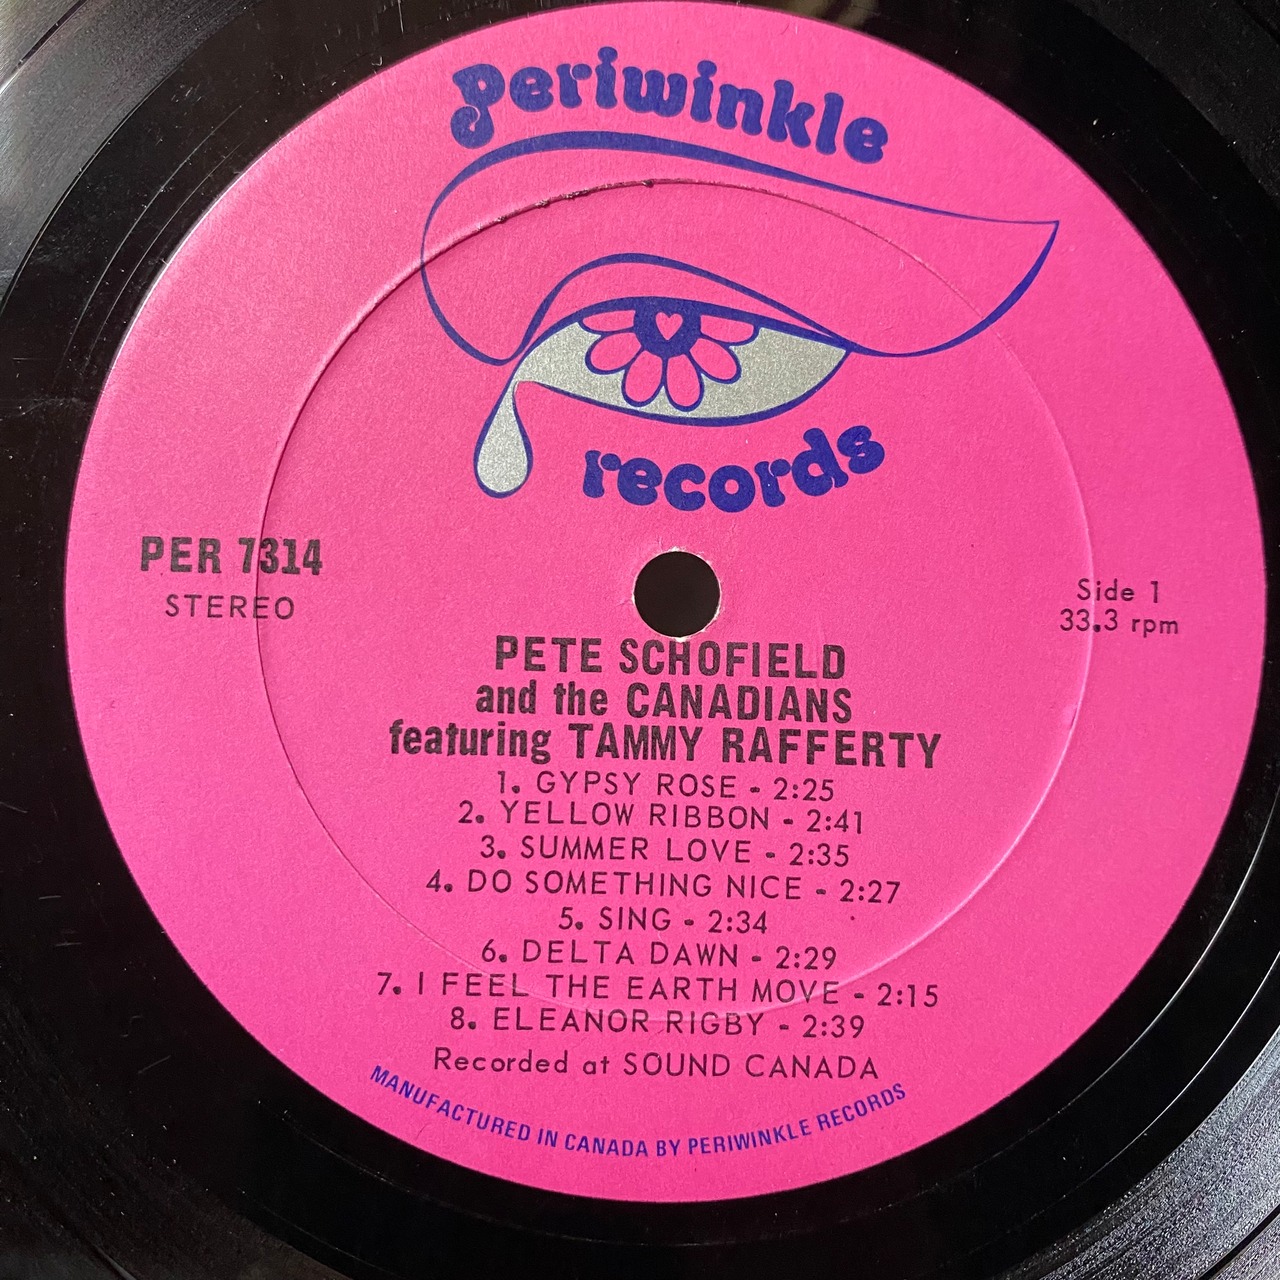 periwinkle
records
PER 7314
STEREO
Side 1
33.3 rpm
PETE SCHOFIELD
and the CANADIANS
featuring TAMMY RAFFERTY
1. GYPSY ROSE - 2:25
2. YELLOW RIBBON - 2:41
3. SUMMER LOVE - 2:35
4. DO SOMETHING NICE - 2:27
5. SING - 2:34
6. DELTA DAWN - 2:29
7. I FEEL THE EARTH MOVE - 2:15
8. ELEANOR RIGBY - 2:39
Recorded at SOUND CANADA
MANUFACTURED IN CANADA BY PERIWINKLE RECORDS